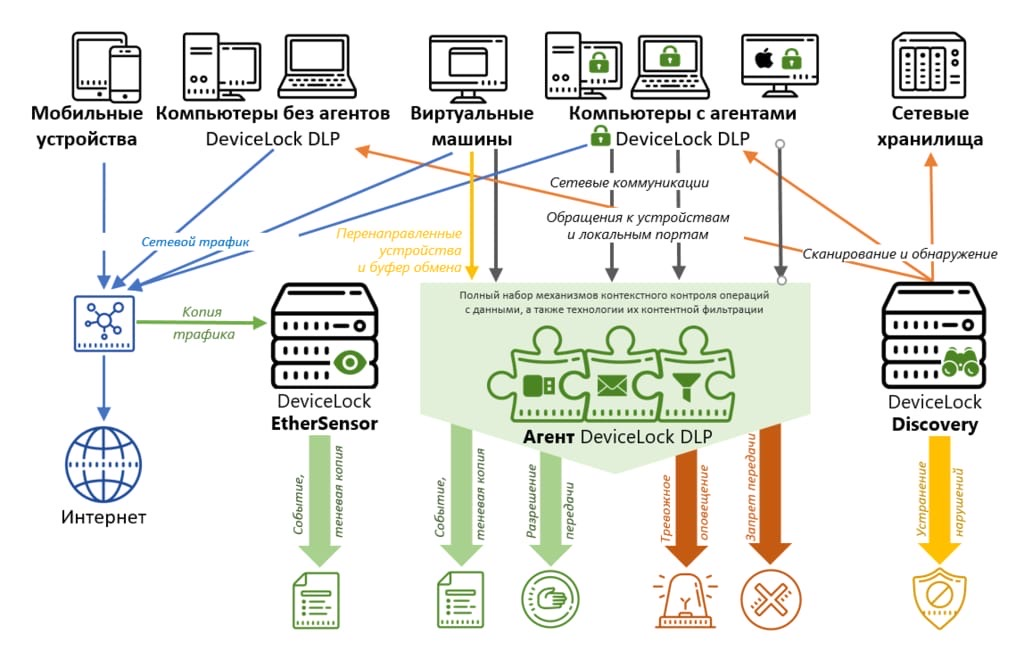 Мобильные
устройства
Компьютеры без агентов
DeviceLock DLP
Виртуальные
машины
Компьютеры с агентами
DeviceLock DLP
Сетевые
хранилища
Сетевые коммуникации
Обращения к устройствам
и локальным портам
Сетевой трафик
Перенаправленные
устройства
и буфер обмена
Сканирование и обнаружение
Копия
трафика
Полный набор механизмов контекстного контроля операций
с данными, а также технологии их контентной фильтрации
DeviceLock
EtherSensor
Агент DeviceLock DLP
DeviceLock
Discovery
Интернет
Событие,
теневая копия
Событие,
теневая копия
Разрешение
передачи
Тревожное
оповещение
Запрет передачи
Устранение
нарушений